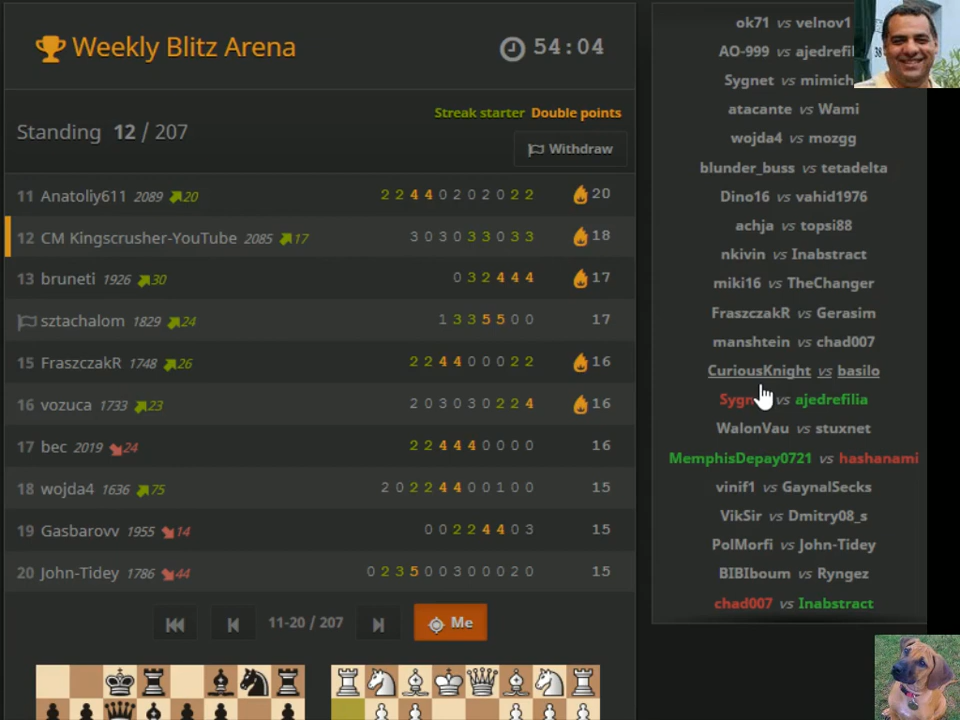 Weekly Blitz Arena
54:04
Standing 12 / 207
Streak starter Double points
Withdraw
11 Anatoliy611 2089 20 2 2 4 4 0 2 0 2 0 2 2 20
12 CM Kingscrusher-YouTube 2085 17 3 0 3 0 3 3 0 3 3 18
13 bruneti 1926 30 0 3 2 4 4 4 17
sztachalom 1829 24 1 3 3 5 5 0 0 17
15 FraszczakR 1748 26 2 2 4 4 0 0 0 2 2 16
16 vozuca 1733 23 2 0 3 0 3 0 2 2 4 16
17 bec 2019 24 2 2 4 4 4 0 0 0 0 16
18 wojda4 1636 75 2 0 2 2 4 4 0 0 1 0 0 15
19 Gasbarovv 1955 14 0 0 2 2 4 4 0 3 15
20 John-Tidey 1786 44 0 2 3 5 0 0 3 0 0 0 2 0 15
11-20 / 207
Me
ok71 vs velnov1
AO-999 vs
Sygnet vs
atacante vs Wami
wojda4 vs mozgg
blunder_buss vs tetadelta
Dino16 vs vahid1976
achja vs topsi88
nkivin vs Inabstract
miki16 vs TheChanger
FraszczakR vs Gerasim
manshtein vs chad007
CuriousKnight vs basilo
vs ajedrefilia
WalonVau vs stuxnet
MemphisDepay0721 vs hashanami
vinif1 vs GaynalSecks
VikSir vs Dmitry08_s
PolMorfi vs John-Tidey
BIBIboum vs Ryngez
chad007 vs Inabstract